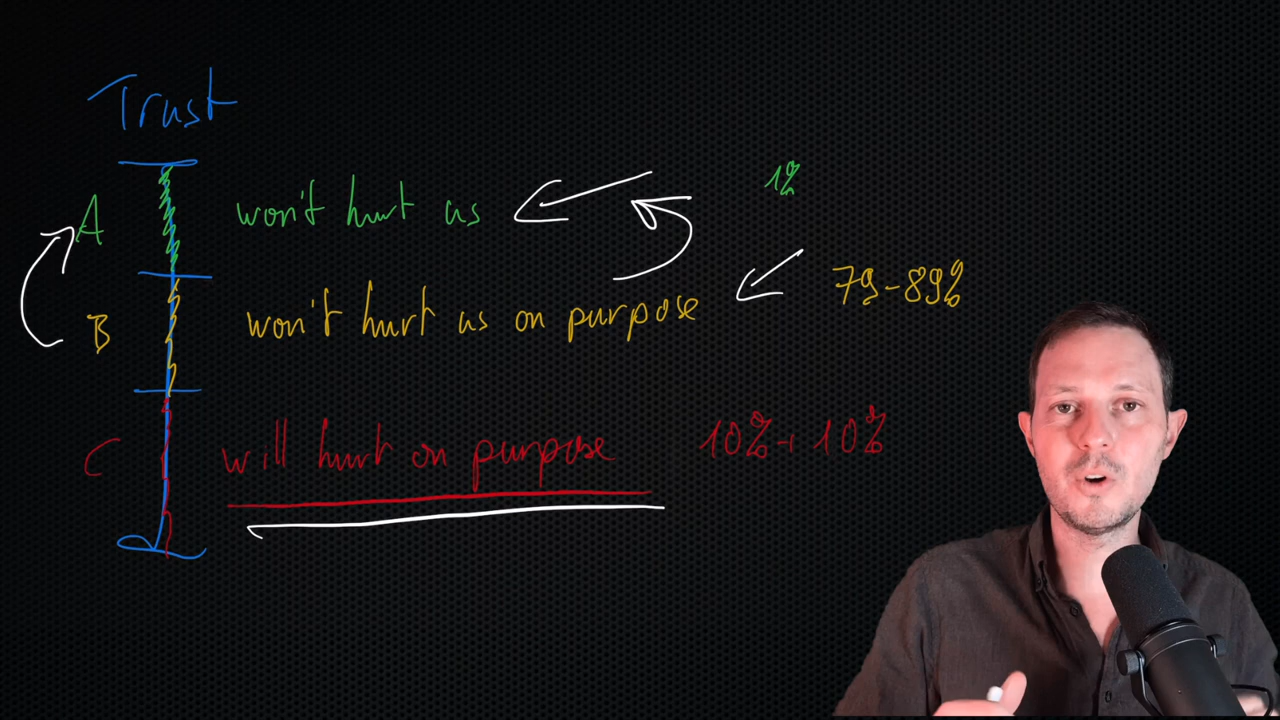 Trust
A won't hurt us 1%
B won't hurt us on purpose 79-89%
C will hurt on purpose 10%+10%